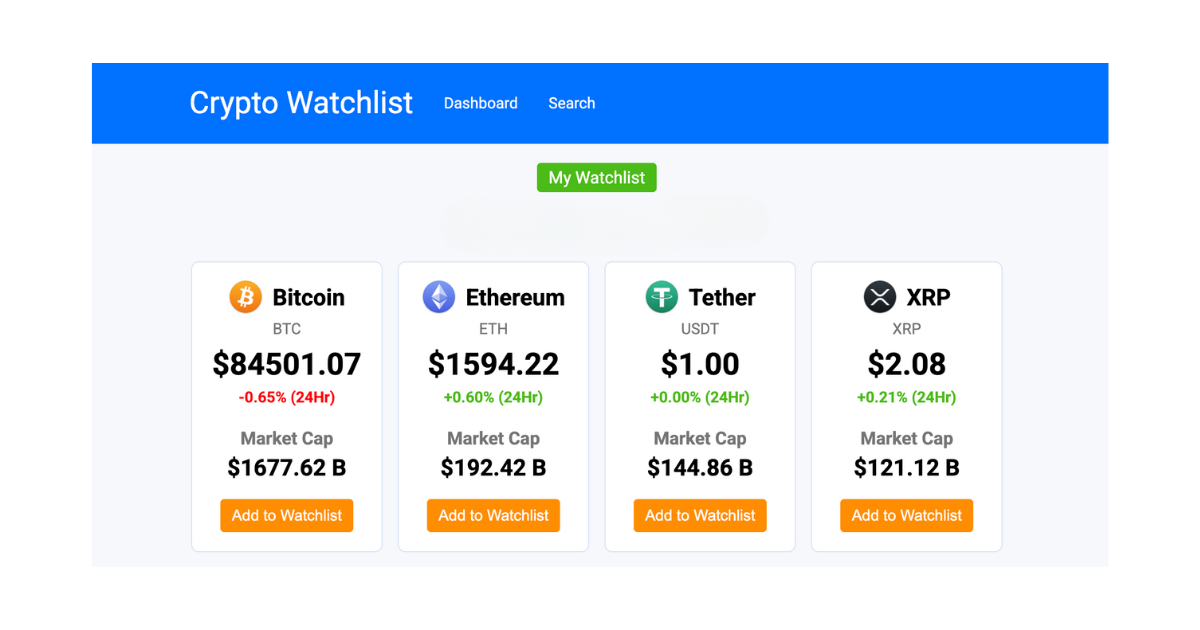 Crypto Watchlist Dashboard Search
My Watchlist
Bitcoin
BTC
$84501.07
-0.65% (24Hr)
Market Cap
$1677.62 B
Add to Watchlist
Ethereum
ETH
$1594.22
+0.60% (24Hr)
Market Cap
$192.42 B
Add to Watchlist
Tether
USDT
$1.00
+0.00% (24Hr)
Market Cap
$144.86 B
Add to Watchlist
XRP
XRP
$2.08
+0.21% (24Hr)
Market Cap
$121.12 B
Add to Watchlist